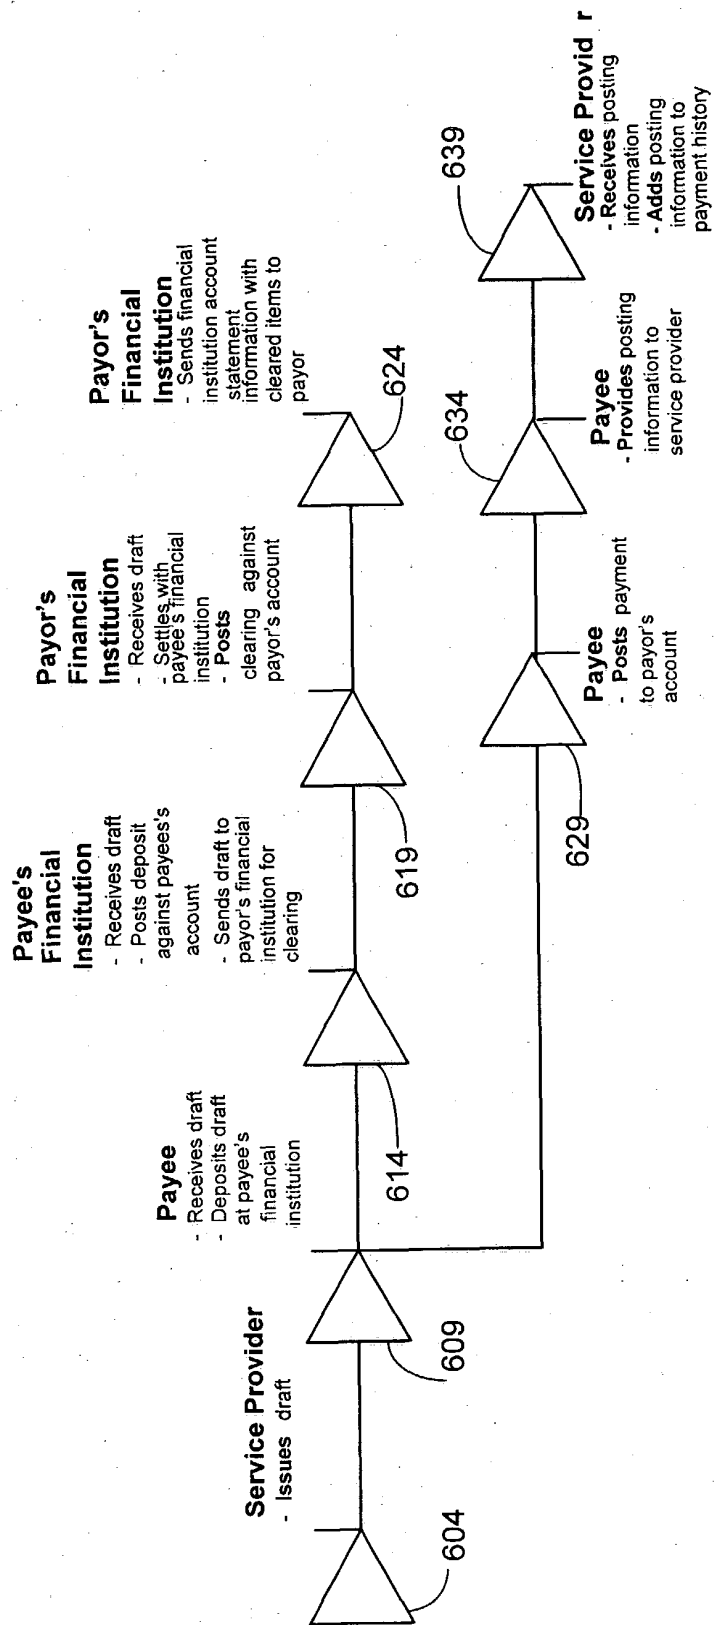 Service Provider
- Issues draft
604
Payee
- Receives draft
- Deposits draft
at payee's
financial
institution
609
Payee's
Financial
Institution
- Receives draft
- Posts deposit
against payees's
account
- Sends draft to
payor's financial
institution for
clearing
614
Payor's
Financial
Institution
- Receives draft
- Settles with
payee's financial
institution
- Posts
clearing against
payor's account
619
Payor's
Financial
Institution
- Sends financial
institution account
statement
information with
cleared items to
payor
624
629
Payee
- Posts payment
to payor's
account
634
Payee
- Provides posting
information to
service provider
639
Service Provid r
- Receives posting
information
- Adds posting
information to
payment history